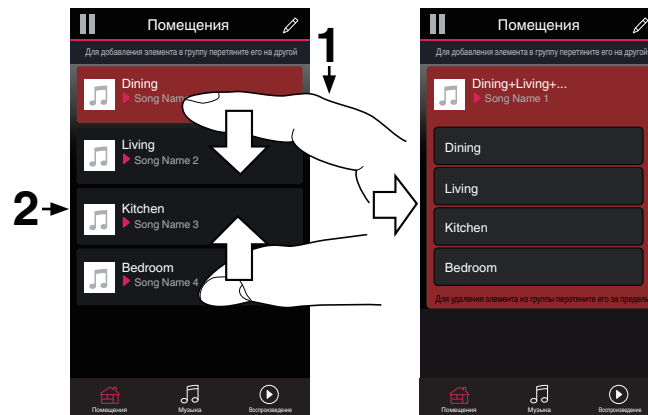 Помещения
Для добавления элемента в группу перетяните его на другой
1
Dining
Song Nam
Living
Song Name 2
2
Kitchen
Song Name 3
Bedroom
Song Name 4
Помещения
Музыка
Воспроизведение
Помещения
Для добавления элемента в группу перетяните его на другой
Dining+Living+...
Song Name 1
Dining
Living
Kitchen
Bedroom
Для удаления элемента из группы перетяните его за пределы
Помещения
Музыка
Воспроизведение